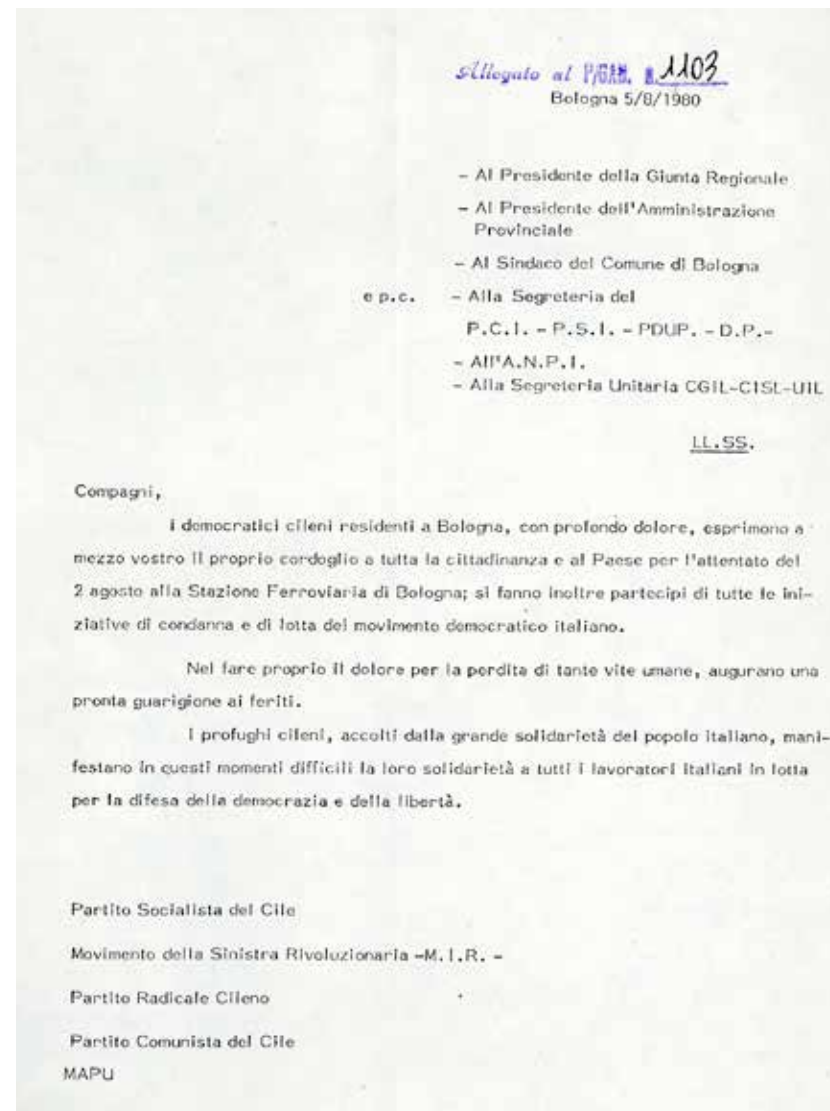 Allegato al P/GAB. N. 1103
Bologna 5/8/1980
- Al Presidente della Giunta Regionale
- Al Presidente dell'Amministrazione
Provinciale
- Al Sindaco del Comune di Bologna
e p.c. - Alla Segreteria del
P.C.I. - P.S.I. - PDUP. - D.P.-
- All'A.N.P.I.
- Alla Segreteria Unitaria CGIL-CISL-UIL
LL.SS.
Compagni,
i democratici cileni residenti a Bologna, con profondo dolore, esprimono a
mezzo vostro il proprio cordoglio a tutta la cittadinanza e al Paese per l'attentato del
2 agosto alla Stazione Ferroviaria di Bologna; si fanno inoltre partecipi di tutte le ini-
ziative di condanna e di lotta del movimento democratico italiano.
Nel fare proprio il dolore per la perdita di tante vite umane, augurano una
pronta guarigione ai feriti.
I profughi cileni, accolti dalla grande solidarietà del popolo italiano, mani-
festano in questi momenti difficili la loro solidarietà a tutti i lavoratori italiani in lotta
per la difesa della democrazia e della libertà.
Partito Socialista del Cile
Movimento della Sinistra Rivoluzionaria -M.I.R. -
Partito Radicale Cileno
Partito Comunista del Cile
MAPU